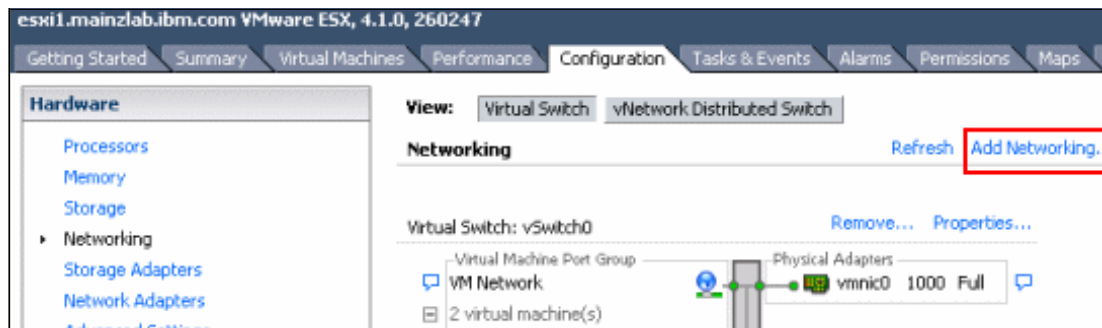 esxi1.mainzlab.ibm.com VMware ESX, 4.1.0, 260247
Getting Started Summary Virtual Machines Performance Configuration Tasks & Events Alarms Permissions Maps
Hardware
Processors
Memory
Storage
Networking
Storage Adapters
Network Adapters
Advanced Settings
View: Virtual Switch vNetwork Distributed Switch
Networking Refresh Add Networking.
Virtual Switch: vSwitch0 Remove... Properties...
Virtual Machine Port Group Physical Adapters
VM Network vmnic0 1000 Full
2 virtual machine(s)